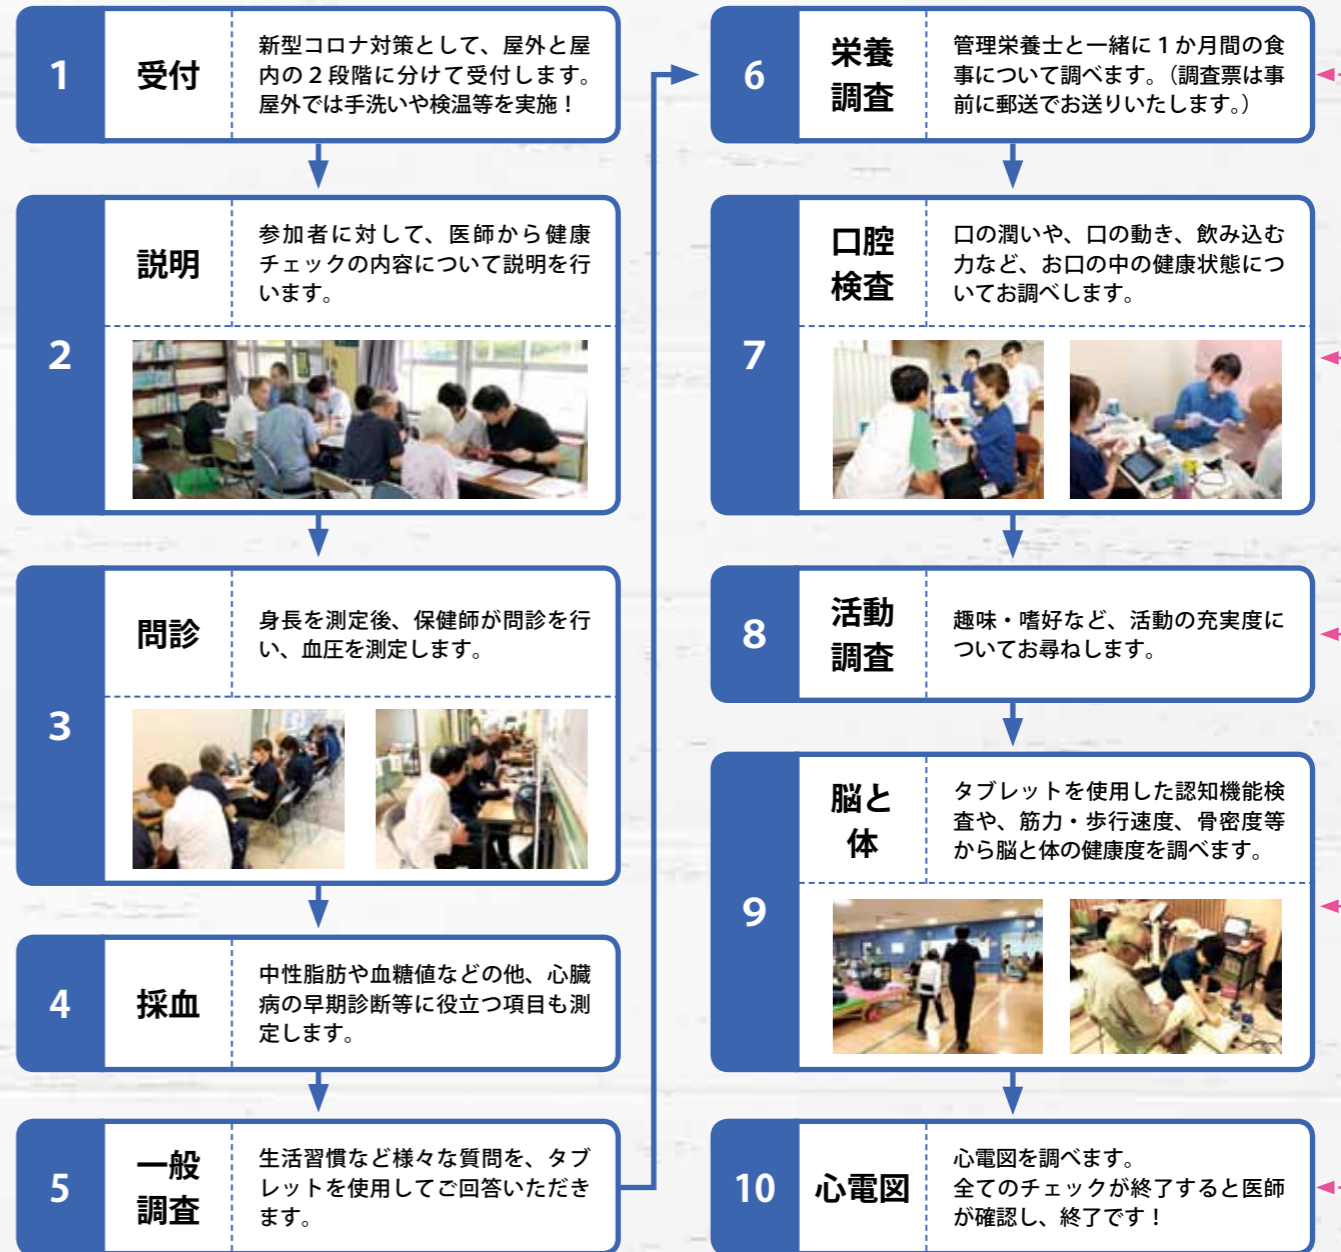 1
受付
新型コロナ対策として、屋外と屋
内の2段階に分けて受付します。
屋外では手洗いや検温等を実施！
2
説明
参加者に対して、医師から健康
チェックの内容について説明を行
います。
3
問診
身長を測定後、保健師が問診を行
い、血圧を測定します。
4
採血
中性脂肪や血糖値などの他、心臓
病の早期診断等に役立つ項目も測
定します。
5
一般
調査
生活習慣など様々な質問を、タブ
レットを使用してご回答いただき
ます。
6
栄養
調査
管理栄養士と一緒に1か月間の食
事について調べます。（調査票は事
前に郵送でお送りいたします。）
7
口腔
検査
口の潤いや、口の動き、飲み込む
力など、お口の中の健康状態につ
いてお調べします。
8
活動
調査
趣味・嗜好など、活動の充実度に
ついてお尋ねします。
9
脳と
体
タブレットを使用した認知機能検
査や、筋力・歩行速度、骨密度等
から脳と体の健康度を調べます。
10
心電図
心電図を調べます。
全てのチェックが終了すると医師
が確認し、終了です！